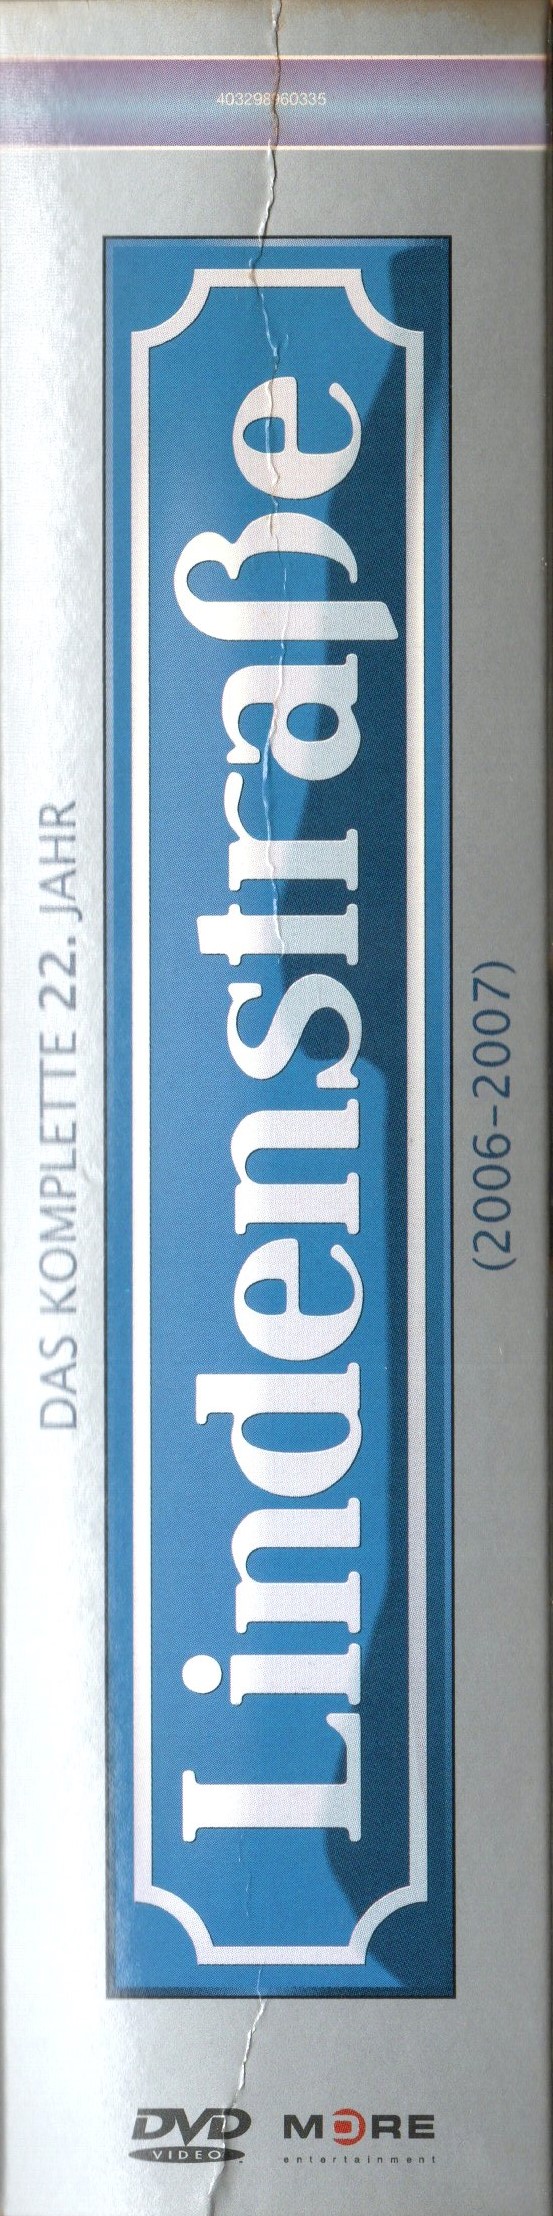 403298960335
DAS KOMPLETTE 22. JAHR
Lindenstraße
(2006–2007)
DVD
VIDEO
MORE
entertainment